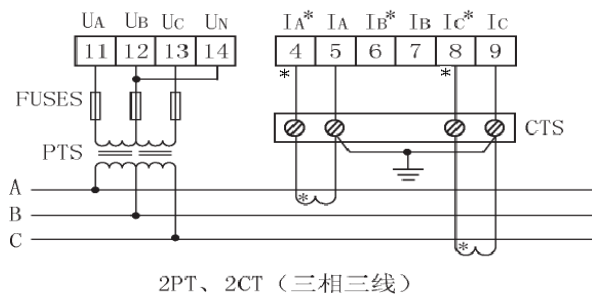 UA UB UC UN IA* IA IB* IB IC* IC
11 12 13 14 4 5 6 7 8 9
* *
FUSES
CTS
PTS
A
*
B
C
*
2PT、2CT（三相三线）